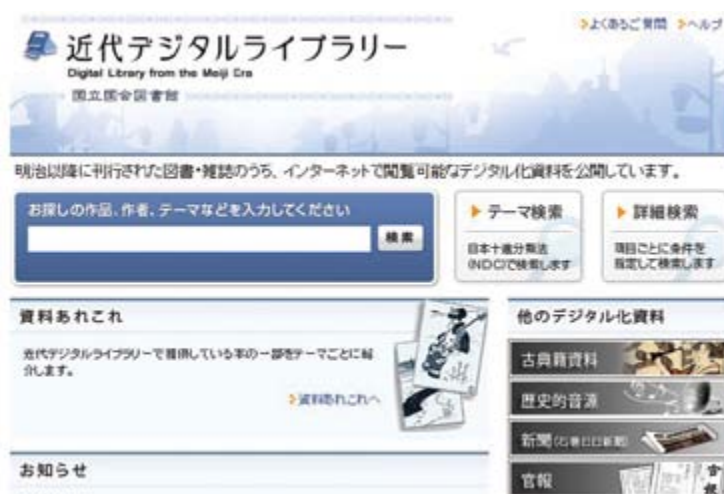 よくあるご質問 ヘルプ
近代デジタルライブラリー
Digital Library from the Meiji Era
国立国会図書館
明治以降に刊行された図書・雑誌のうち、インターネットで閲覧可能なデジタル化資料を公開しています。
お探しの作品、作者、テーマなどを入力してください
検索
テーマ検索
日本十進分類法
(NDC)で検索します
詳細検索
項目ごとに条件を
指定して検索します
資料あれこれ
近代デジタルライブラリーで提供している本の一部をテーマごとに紹
介します。
資料あれこれへ
他のデジタル化資料
古典籍資料
歴史的音源
新聞(石巻日日新聞)
官報
お知らせ